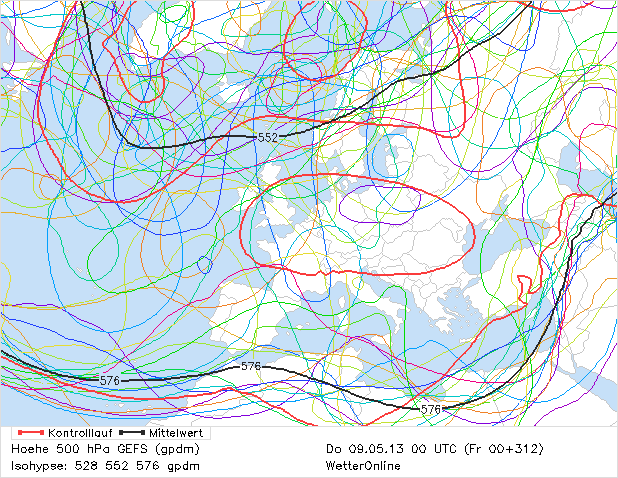 552
576
576
576
Kontrolllauf Mittelwert
Hoehe 500 hPa GEFS (gpdm) Do 09.05.13 00 UTC (Fr 00+312)
Isohypse: 528 552 576 gpdm WetterOnline